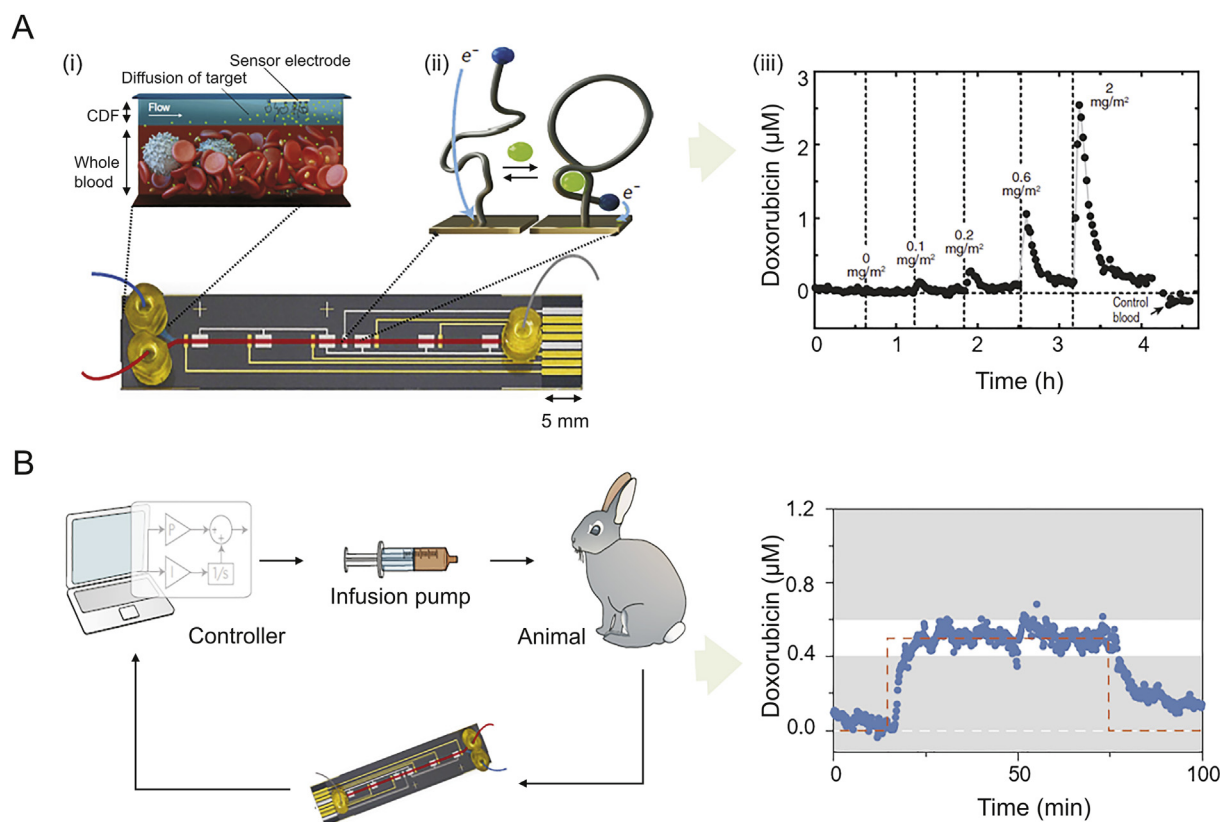 A
(i)
Sensor electrode
Diffusion of target
Flow
CDF
Whole
blood
(ii)
e⁻
e⁻
5 mm
(iii)
Doxorubicin (μM)
3
2
1
0
0
mg/m²
0.1
mg/m²
0.2
mg/m²
0.6
mg/m²
2
mg/m²
Control
blood
0 1 2 3 4
Time (h)
B
P
I
1/s
+
+
Controller
Infusion pump
Animal
Doxorubicin (μM)
1.2
0.8
0.4
0.0
0 50 100
Time (min)